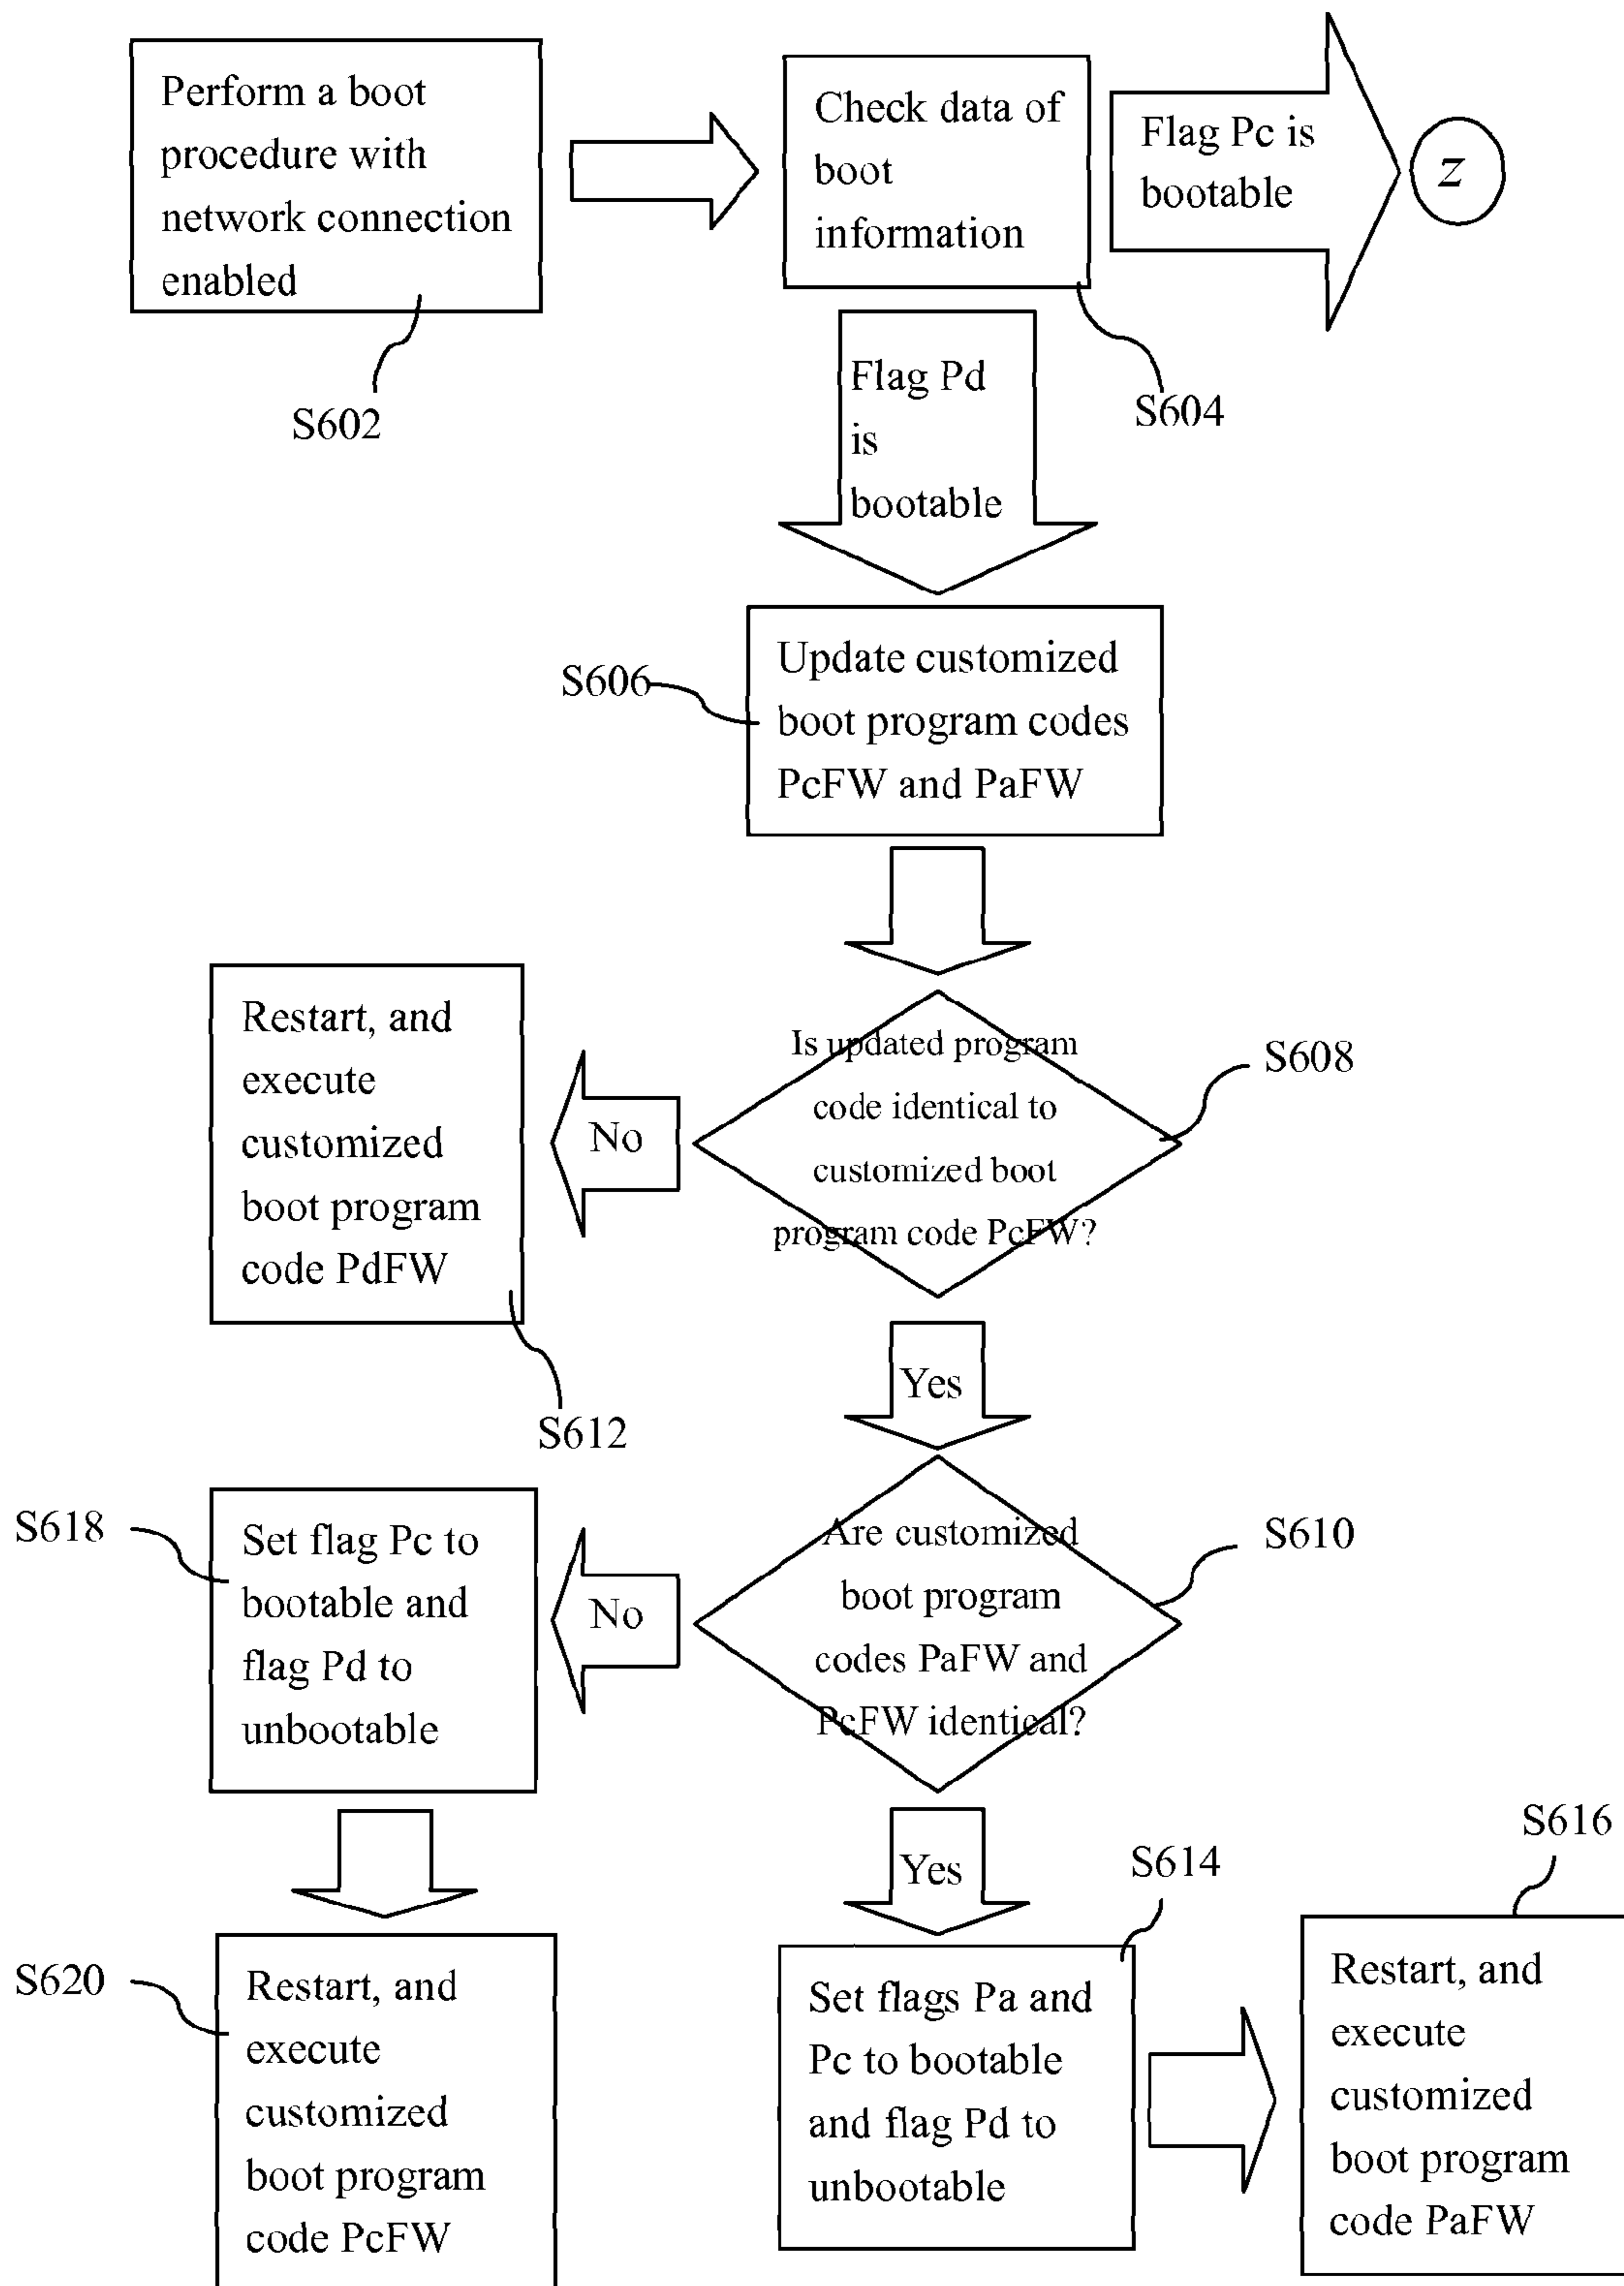 Perform a boot
procedure with
network connection
enabled
S602
Check data of
boot
information
S604
Flag Pc is
bootable
z
Flag Pd
is
bootable
Update customized
boot program codes
PcFW and PaFW
S606
Is updated program
code identical to
customized boot
program code PcFW?
S608
No
Restart, and
execute
customized
boot program
code PdFW
S612
Yes
Are customized
boot program
codes PaFW and
PcFW identical?
S610
No
Set flag Pc to
bootable and
flag Pd to
unbootable
S618
Restart, and
execute
customized
boot program
code PcFW
S620
Yes
Set flags Pa and
Pc to bootable
and flag Pd to
unbootable
S614
Restart, and
execute
customized
boot program
code PaFW
S616